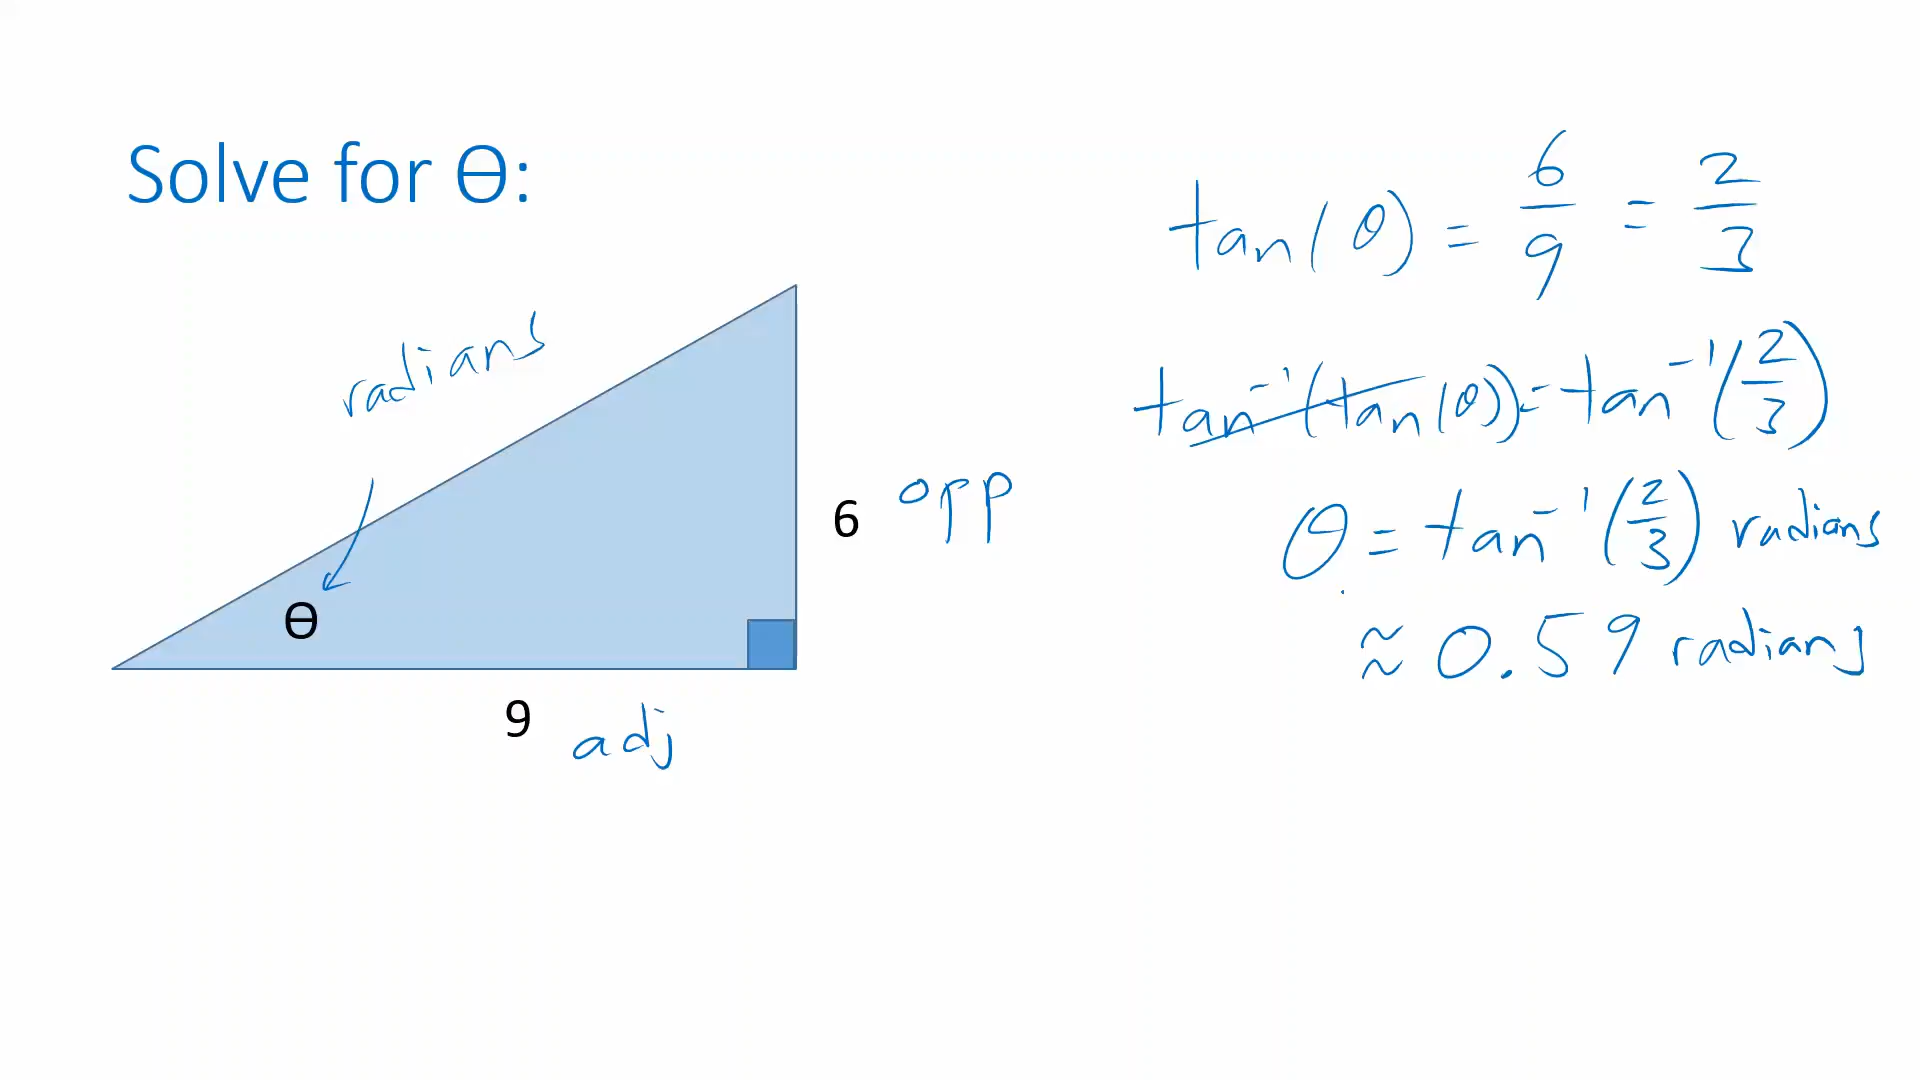 Solve for Θ:
radians
Θ
6 opp
9 adj
tan(θ) = 6/9 = 2/3
tan⁻¹(tan(θ)) = tan⁻¹(2/3)
θ = tan⁻¹(2/3) radians
≈ 0.59 radians